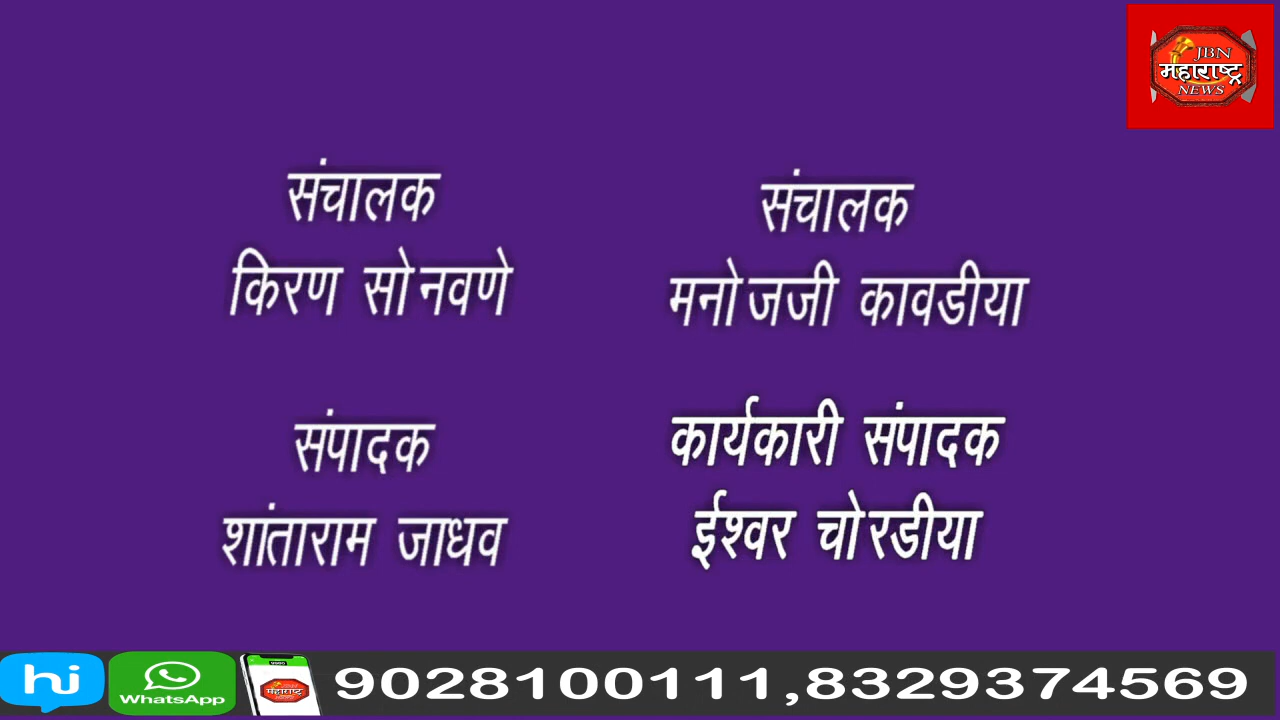 JBN
महाराष्ट्र
NEWS
संचालक
किरण सोनवणे
संचालक
मनोजजी कावडीया
संपादक
शांताराम जाधव
कार्यकारी संपादक
ईश्वर चोरडीया
hi
WhatsApp
महाराष्ट्र
9028100111,8329374569